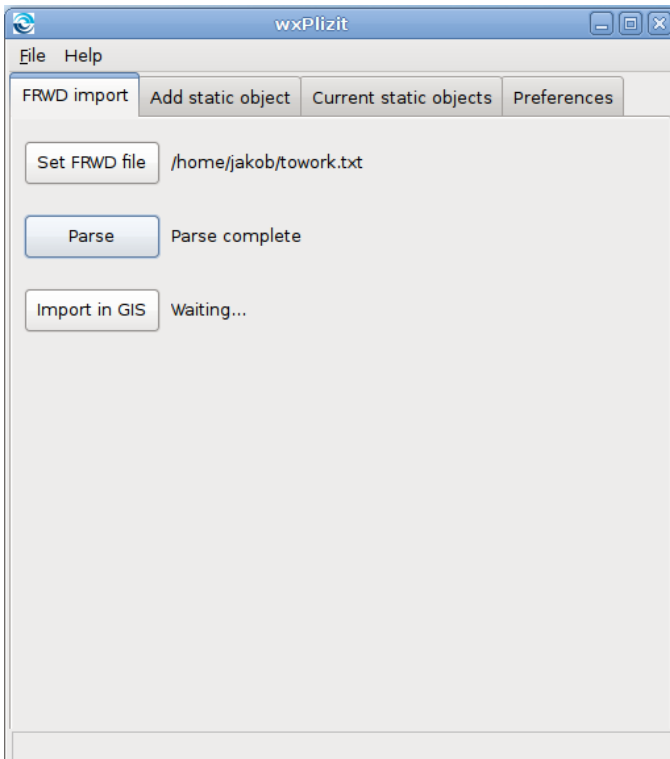 wxPlizit
File Help
FRWD import Add static object Current static objects Preferences
Set FRWD file /home/jakob/towork.txt
Parse Parse complete
Import in GIS Waiting...